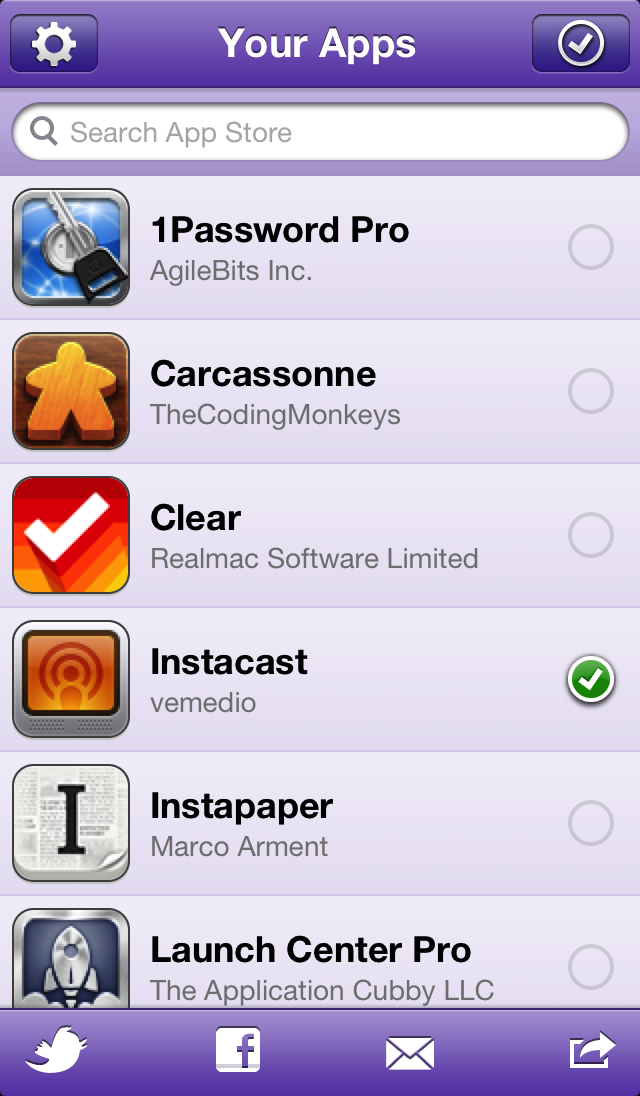 Your Apps
Search App Store
1Password Pro
AgileBits Inc.
Carcassonne
TheCodingMonkeys
Clear
Realmac Software Limited
Instacast
vemedio
Instapaper
Marco Arment
Launch Center Pro
The Application Cubby LLC